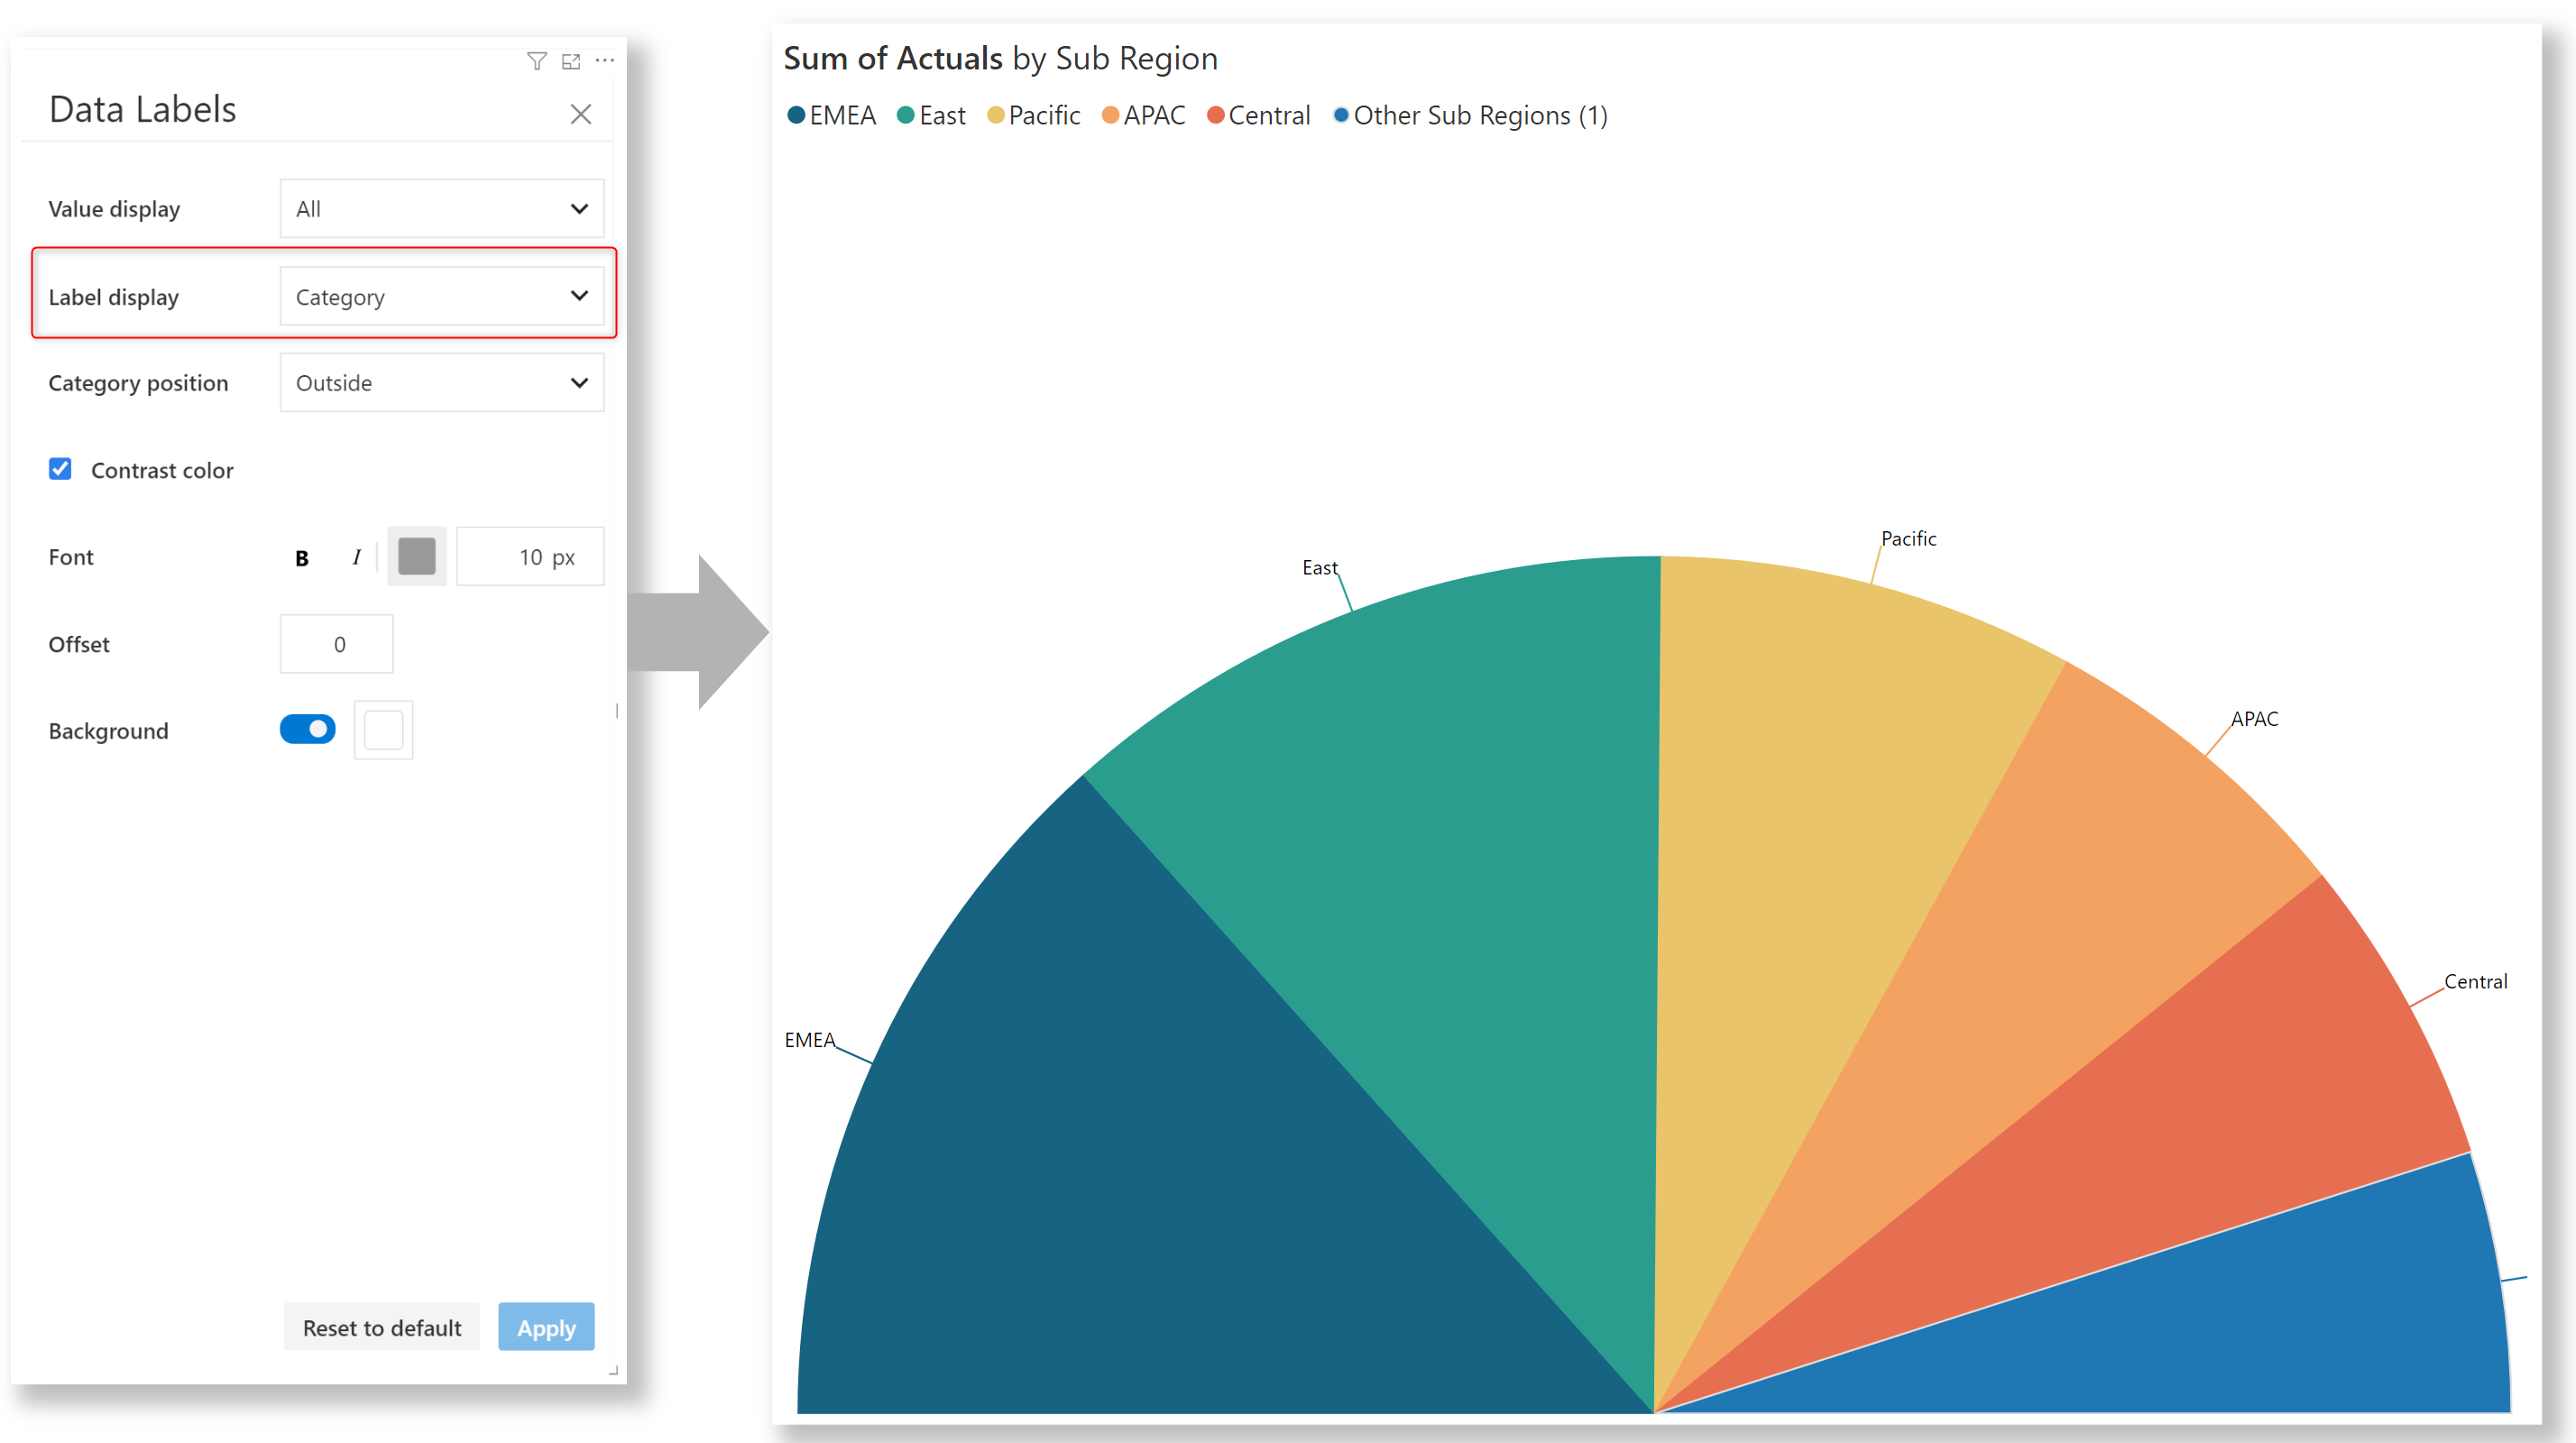 Data Labels
Value display All
Label display Category
Category position Outside
Contrast color
Font B I 10 px
Offset 0
Background
Reset to default Apply
Sum of Actuals by Sub Region
EMEA East Pacific APAC Central Other Sub Regions (1)
Pacific
East
APAC
Central
EMEA